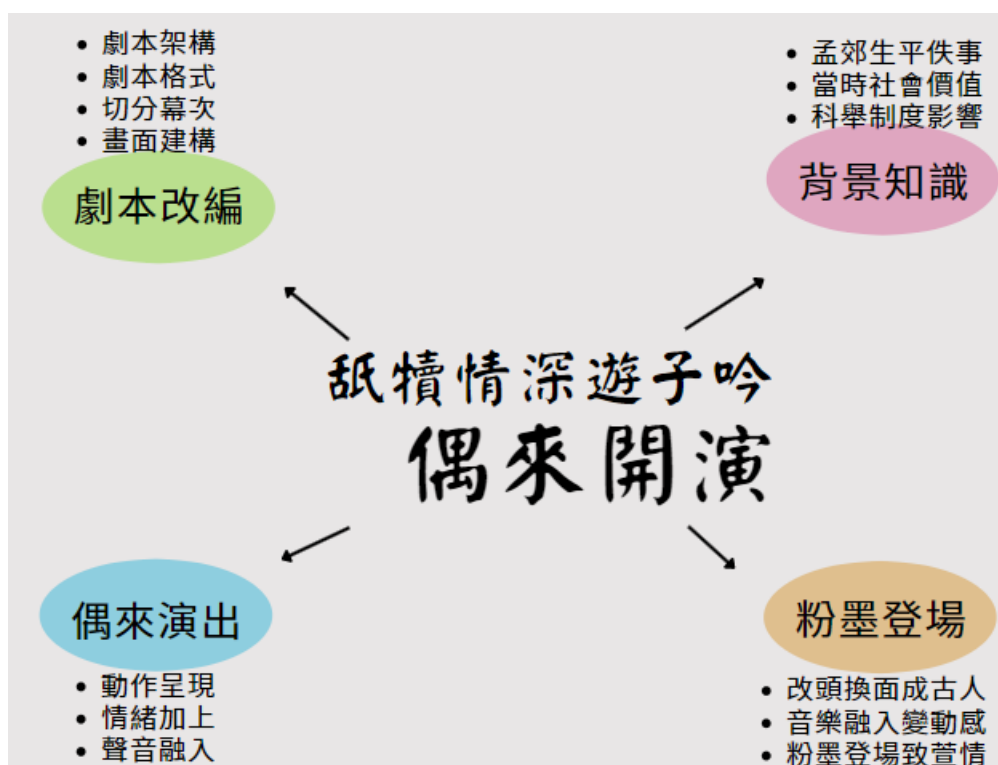 劇本架構
劇本格式
切分幕次
畫面建構
劇本改編
孟郊生平佚事
當時社會價值
科舉制度影響
背景知識
舐犢情深遊子吟
偶來開演
偶來演出
動作呈現
情緒加上
聲音融入
粉墨登場
改頭換面成古人
音樂融入變動感
粉墨登場致萱情